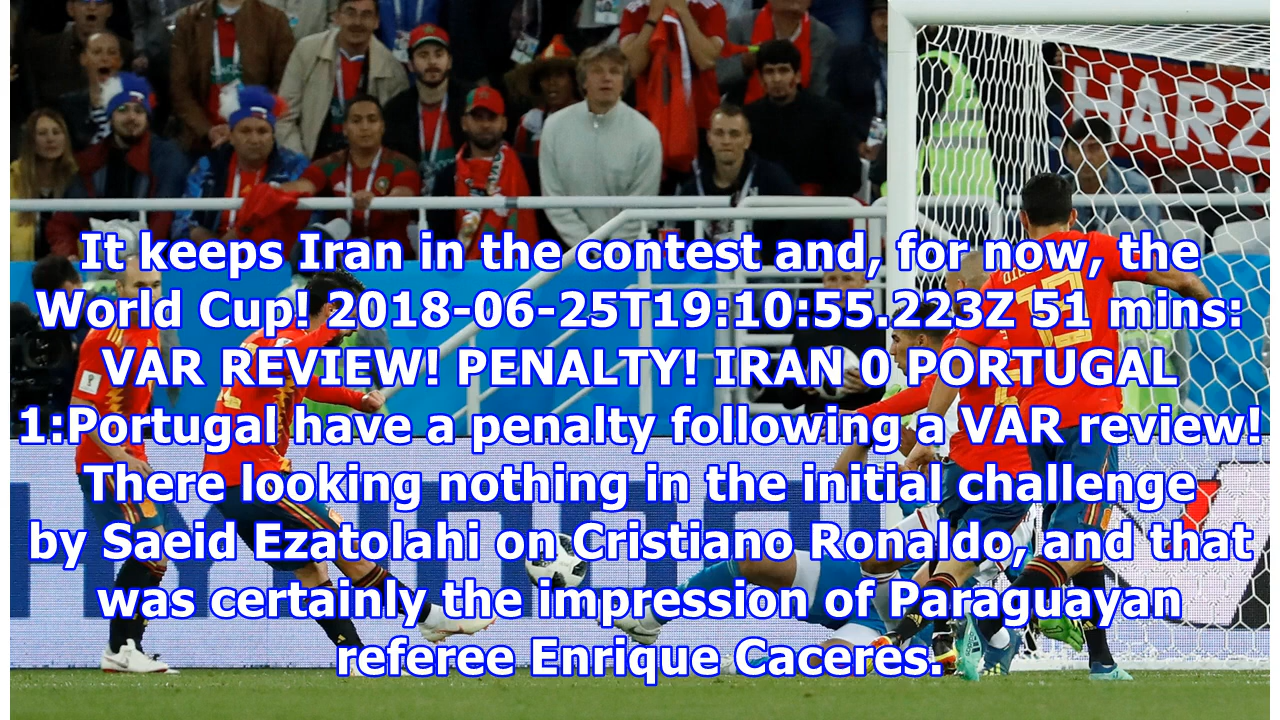 HARZ
It keeps Iran in the contest and, for now, the
World Cup! 2018-06-25T19:10:55.223Z 51 mins:
VAR REVIEW! PENALTY! IRAN 0 PORTUGAL
1:Portugal have a penalty following a VAR review!
There looking nothing in the initial challenge
by Saeid Ezatolahi on Cristiano Ronaldo, and that
was certainly the impression of Paraguayan
referee Enrique Caceres.
19